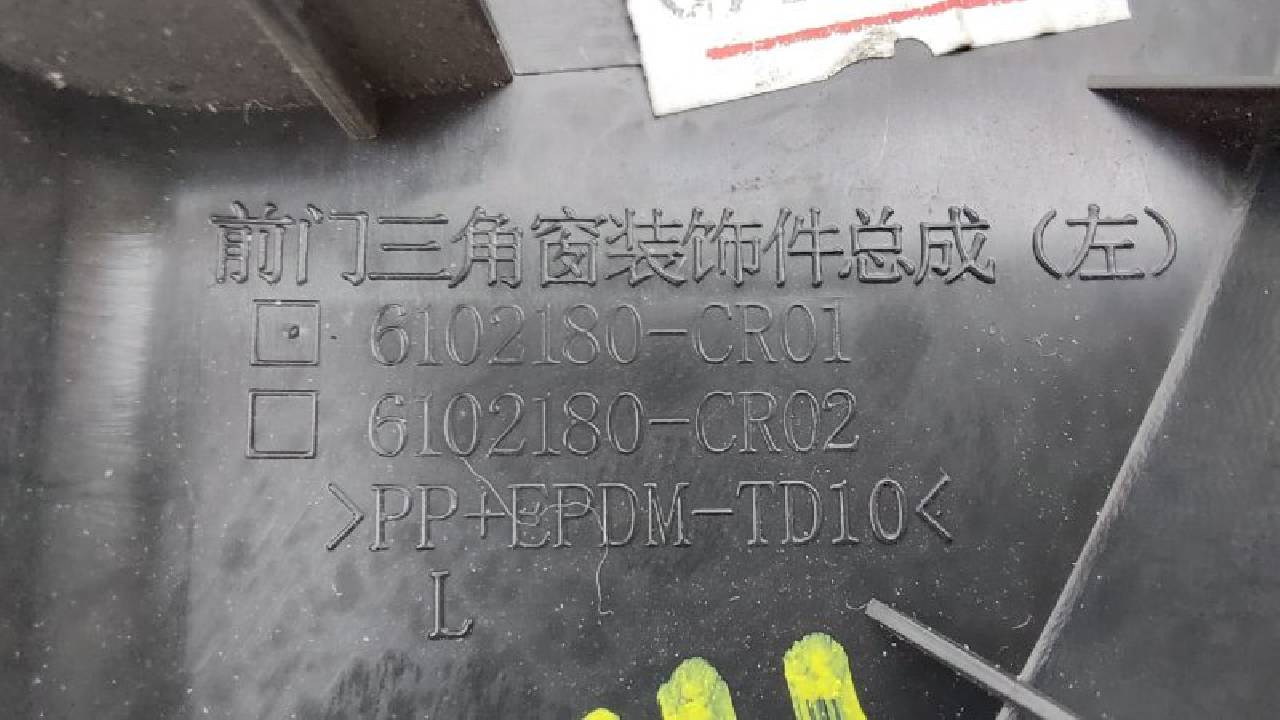 前门三角窗装饰件总成（左）
6102180-CR01
6102180-CR02
>PP+EPDM-TD10<
L